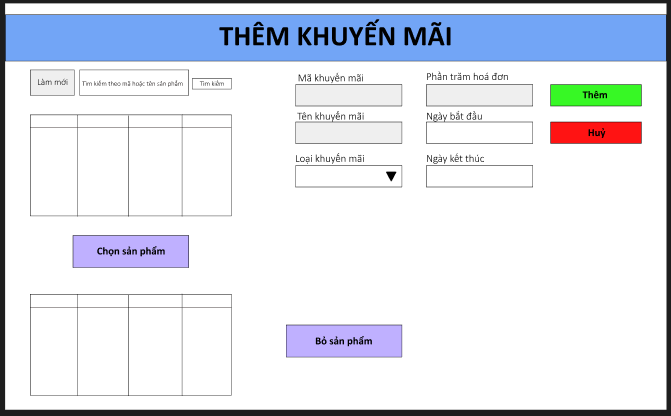 THÊM KHUYẾN MÃI
Làm mới
Tìm kiếm theo mã hoặc tên sản phẩm
Tìm kiếm
Mã khuyến mãi
Phần trăm hoá đơn
Thêm
Tên khuyến mãi
Ngày bắt đầu
Huỷ
Loại khuyến mãi
Ngày kết thúc
Chọn sản phẩm
Bỏ sản phẩm